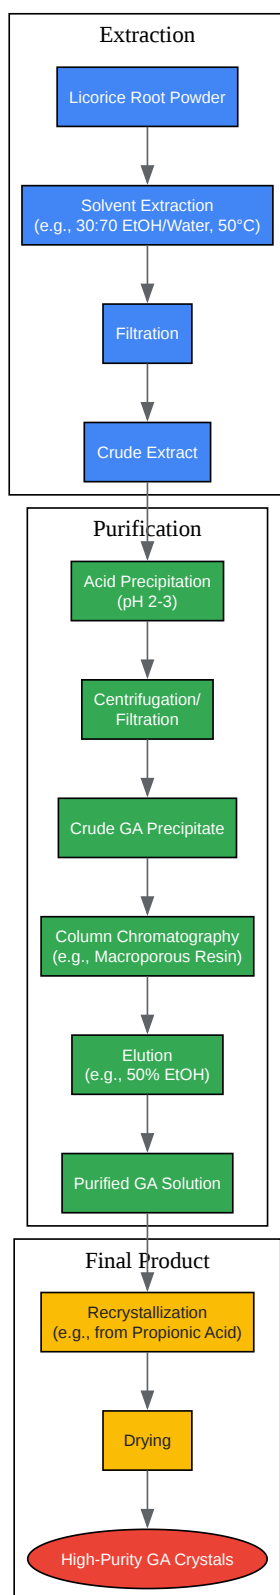 Extraction
Licorice Root Powder
Solvent Extraction
(e.g., 30:70 EtOH/Water, 50°C)
Filtration
Crude Extract
Purification
Acid Precipitation
(pH 2-3)
Centrifugation/
Filtration
Crude GA Precipitate
Column Chromatography
(e.g., Macroporous Resin)
Elution
(e.g., 50% EtOH)
Purified GA Solution
Final Product
Recrystallization
(e.g., from Propionic Acid)
Drying
High-Purity GA Crystals